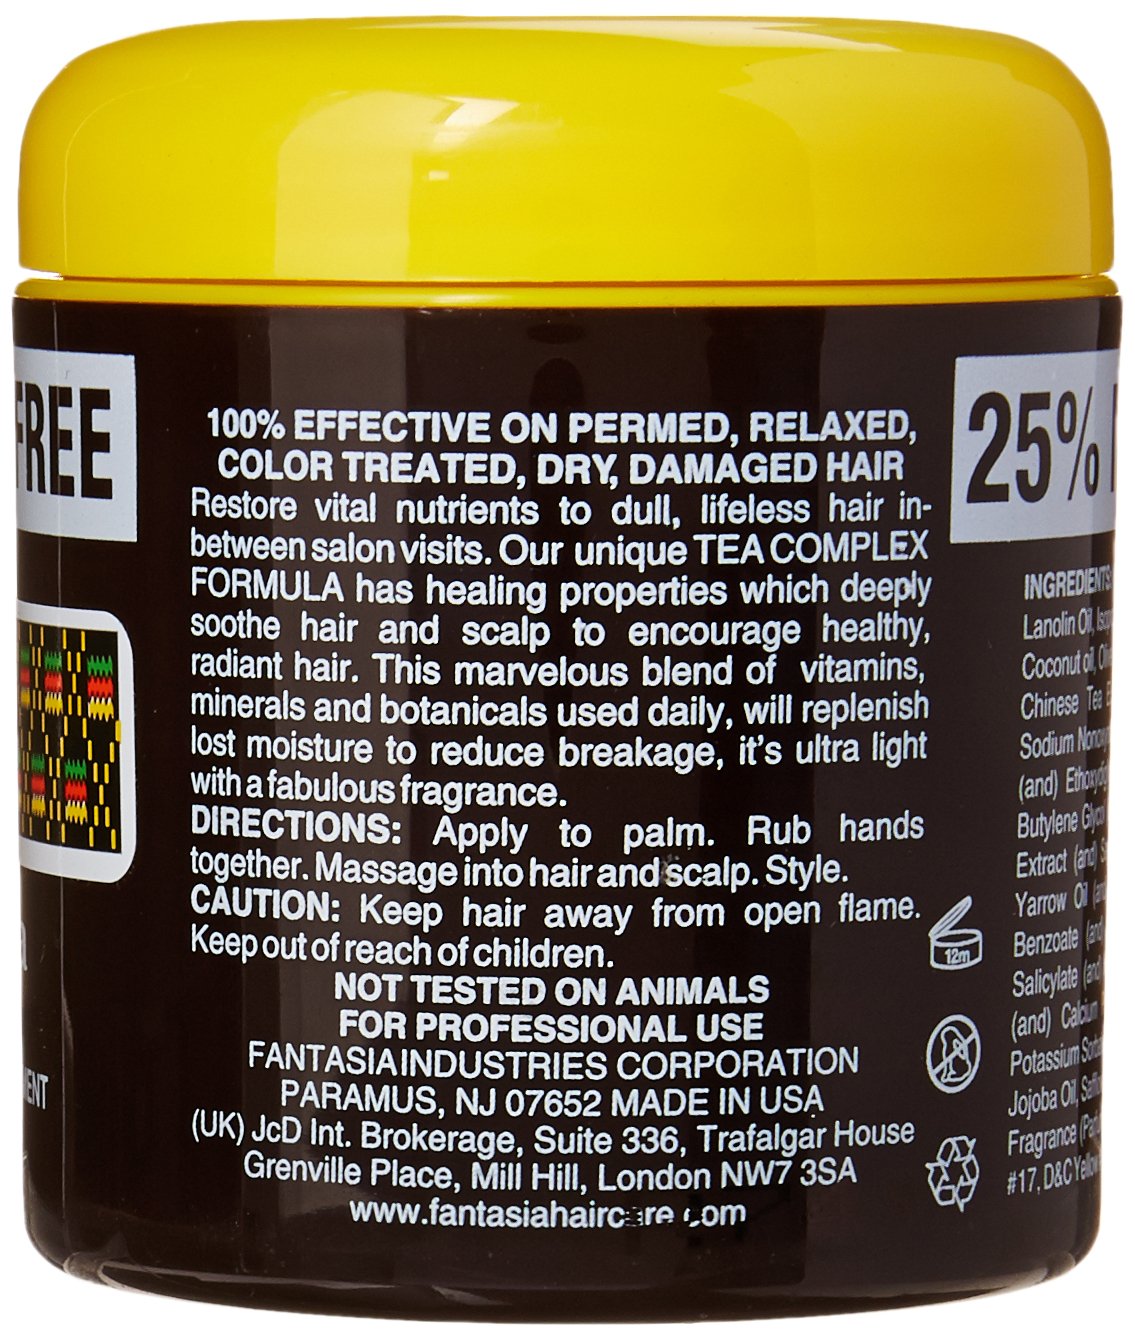 FREE
100% EFFECTIVE ON PERMED, RELAXED,
COLOR TREATED, DRY, DAMAGED HAIR
Restore vital nutrients to dull, lifeless hair in-
between salon visits. Our unique TEA COMPLEX
FORMULA has healing properties which deeply
soothe hair and scalp to encourage healthy,
radiant hair. This marvelous blend of vitamins,
minerals and botanicals used daily, will replenish
lost moisture to reduce breakage, it's ultra light
with a fabulous fragrance.
DIRECTIONS: Apply to palm. Rub hands
together. Massage into hair and scalp. Style.
CAUTION: Keep hair away from open flame.
Keep out of reach of children.
NOT TESTED ON ANIMALS
FOR PROFESSIONAL USE
FANTASIA INDUSTRIES CORPORATION
PARAMUS, NJ 07652 MADE IN USA
(UK) JcD Int. Brokerage, Suite 336, Trafalgar House
Grenville Place, Mill Hill, London NW7 3SA
www.fantasiahaircare.com
12m
25%
INGREDIENTS:
Lanolin Oil,
Coconut oil,
Chinese Tea
Sodium
(and)
Butylene Glycol
Extract (and)
Yarrow Oil
Benzoate (and)
Salicylate (and)
(and) Calcium
Potassium
Jojoba Oil,
Fragrance
#17, D&C Yellow